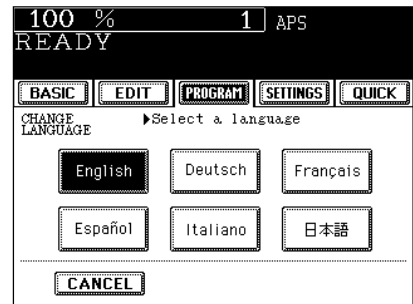 100 % 1 APS
READY
BASIC EDIT PROGRAM SETTINGS QUICK
CHANGE LANGUAGE ▶Select a language
English Deutsch Français
Español Italiano 日本語
CANCEL